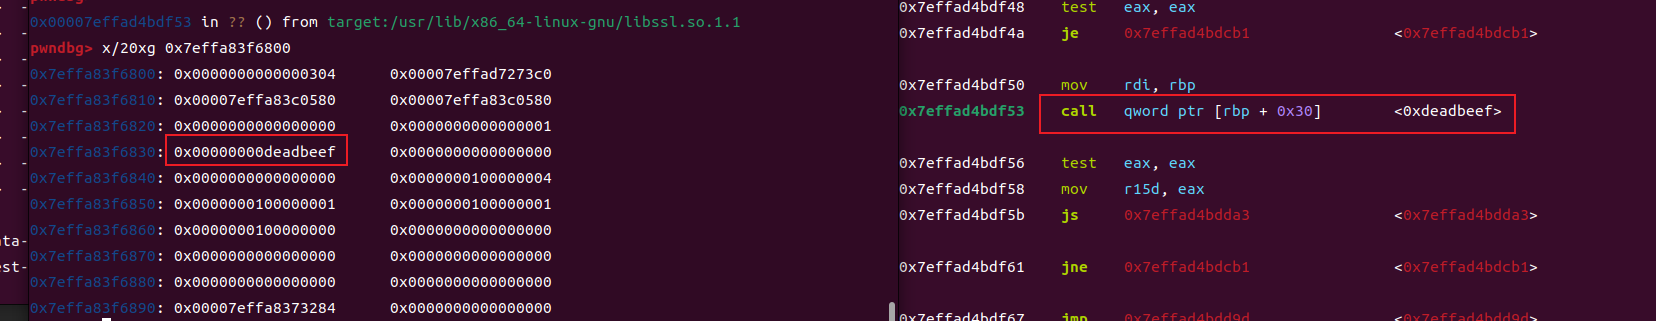 0x00007effad4bdf53 in ?? () from target:/usr/lib/x86_64-linux-gnu/libssl.so.1.1
pwndbg> x/20xg 0x7effa83f6800
0x7effa83f6800: 0x0000000000000304 0x00007effad7273c0
0x7effa83f6810: 0x00007effa83c0580 0x00007effa83c0580
0x7effa83f6820: 0x0000000000000000 0x0000000000000001
0x7effa83f6830: 0x00000000deadbeef 0x0000000000000000
0x7effa83f6840: 0x0000000000000000 0x0000000100000004
0x7effa83f6850: 0x0000000100000001 0x0000000100000001
0x7effa83f6860: 0x0000000100000000 0x0000000000000000
0x7effa83f6870: 0x0000000000000000 0x0000000000000000
0x7effa83f6880: 0x0000000000000000 0x0000000000000000
0x7effa83f6890: 0x00007effa8373284 0x0000000000000000
ata-
est-
0x7effad4bdf48 test eax, eax
0x7effad4bdf4a je 0x7effad4bdcb1 <0x7effad4bdcb1>
0x7effad4bdf50 mov rdi, rbp
0x7effad4bdf53 call qword ptr [rbp + 0x30] <0xdeadbeef>
0x7effad4bdf56 test eax, eax
0x7effad4bdf58 mov r15d, eax
0x7effad4bdf5b js 0x7effad4bdda3 <0x7effad4bdda3>
0x7effad4bdf61 jne 0x7effad4bdcb1 <0x7effad4bdcb1>
0x7effad4bdf67 jmp 0x7effad4bdd9d <0x7effad4bdd9d>